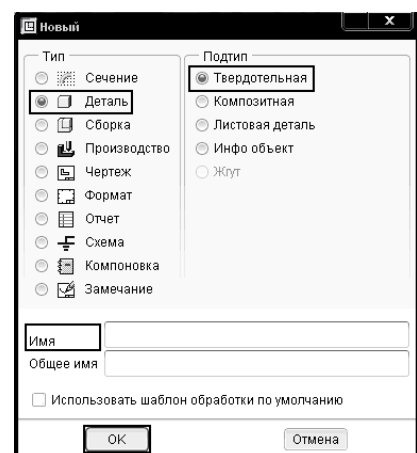 Новый
Тип
Подтип
Сечение
Твердотельная
Деталь
Композитная
Сборка
Листовая деталь
Производство
Инфо объект
Чертеж
Жгут
Формат
Отчет
Схема
Компоновка
Замечание
Имя
Общее имя
Использовать шаблон обработки по умолчанию
OK
Отмена